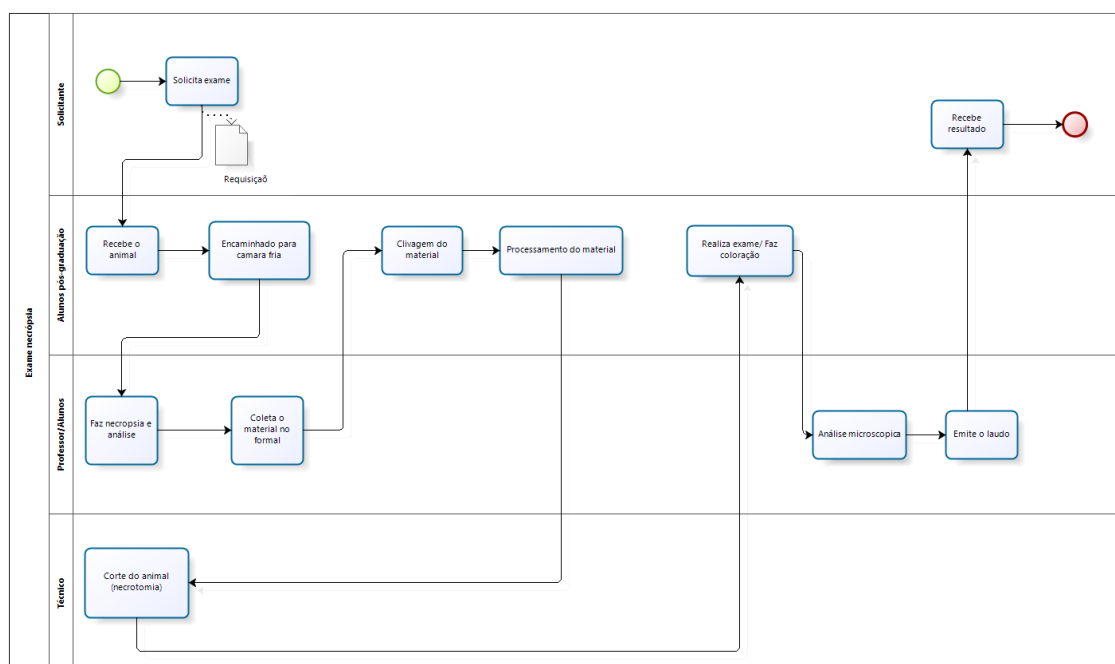 Exame necrópsia
Solicitante
Solicita exame
Requisiçaõ
Recebe
resultado
Alunos pós-graduação
Recebe o
animal
Encaminhado para
camara fria
Clivagem do
material
Processamento do material
Realiza exame/ Faz
coloração
Professor/Alunos
Faz necropsia e
análise
Coleta o
material no
formal
Análise microscopica
Emite o laudo
Técnico
Corte do animal
(necrotomia)